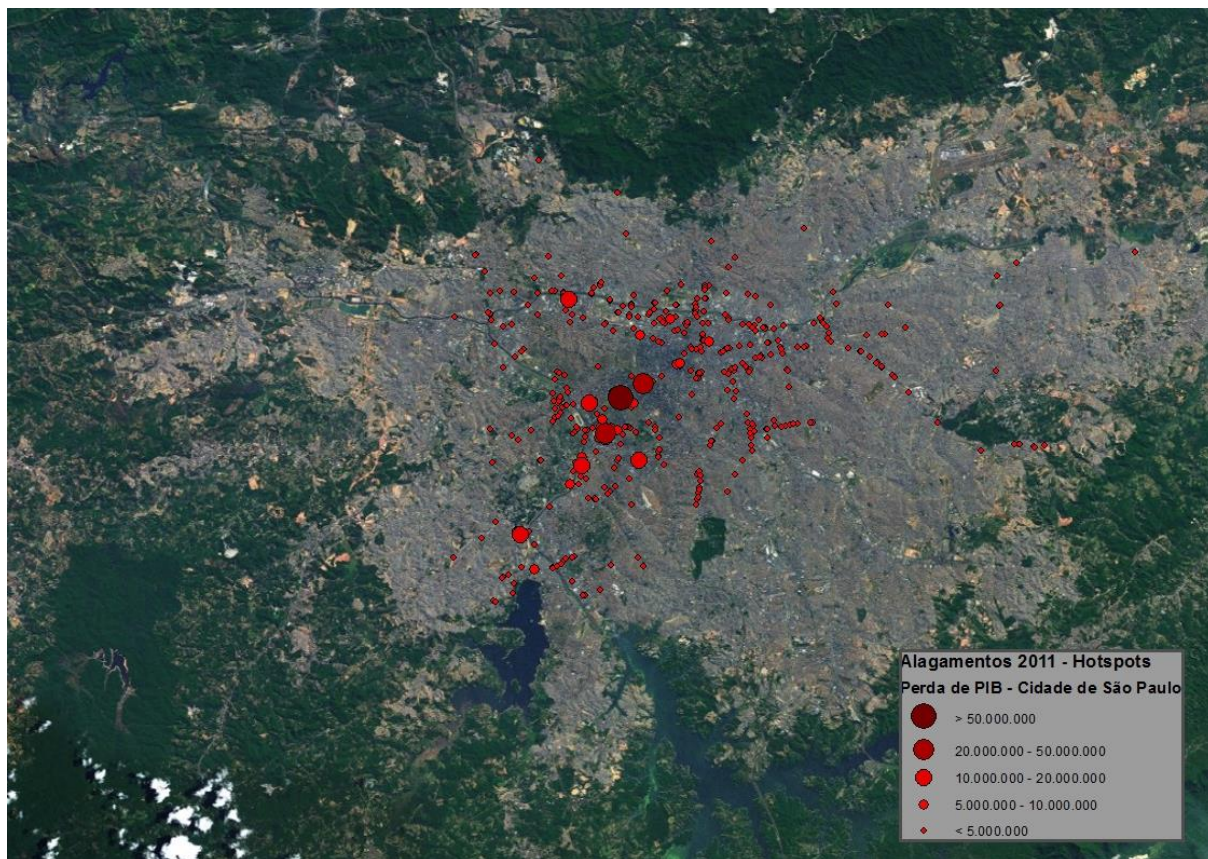 Alagamentos 2011 - Hotspots
Perda de PIB - Cidade de São Paulo
> 50.000.000
20.000.000 - 50.000.000
10.000.000 - 20.000.000
5.000.000 - 10.000.000
< 5.000.000